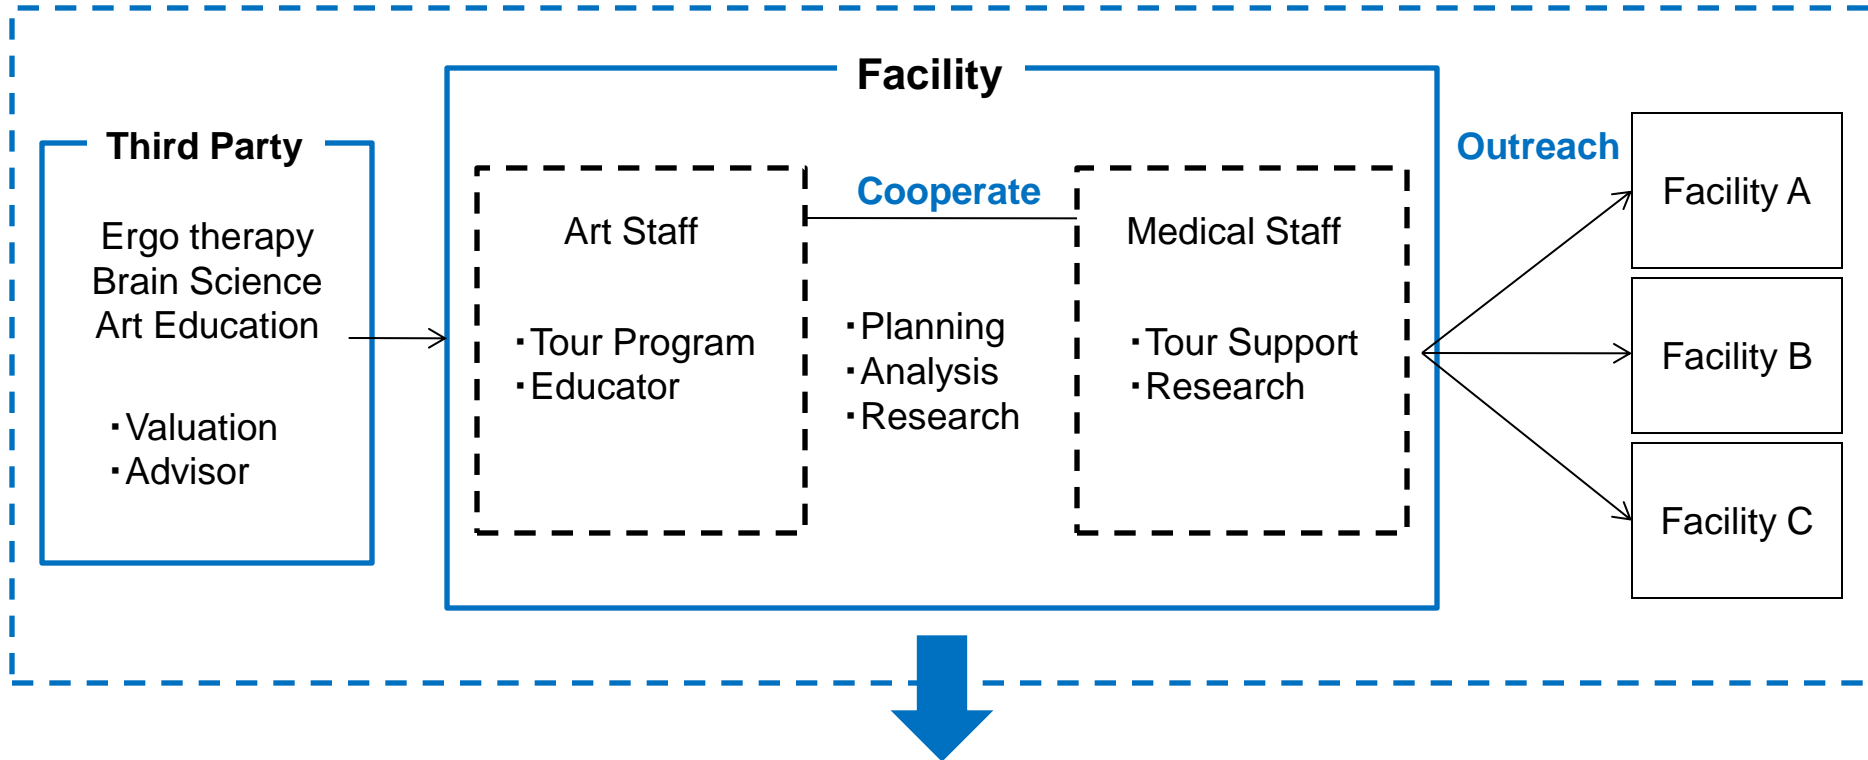 Facility
Third Party
Ergo therapy
Brain Science
Art Education
・Valuation
・Advisor
Art Staff
・Tour Program
・Educator
Cooperate
・Planning
・Analysis
・Research
Medical Staff
・Tour Support
・Research
Outreach
Facility A
Facility B
Facility C